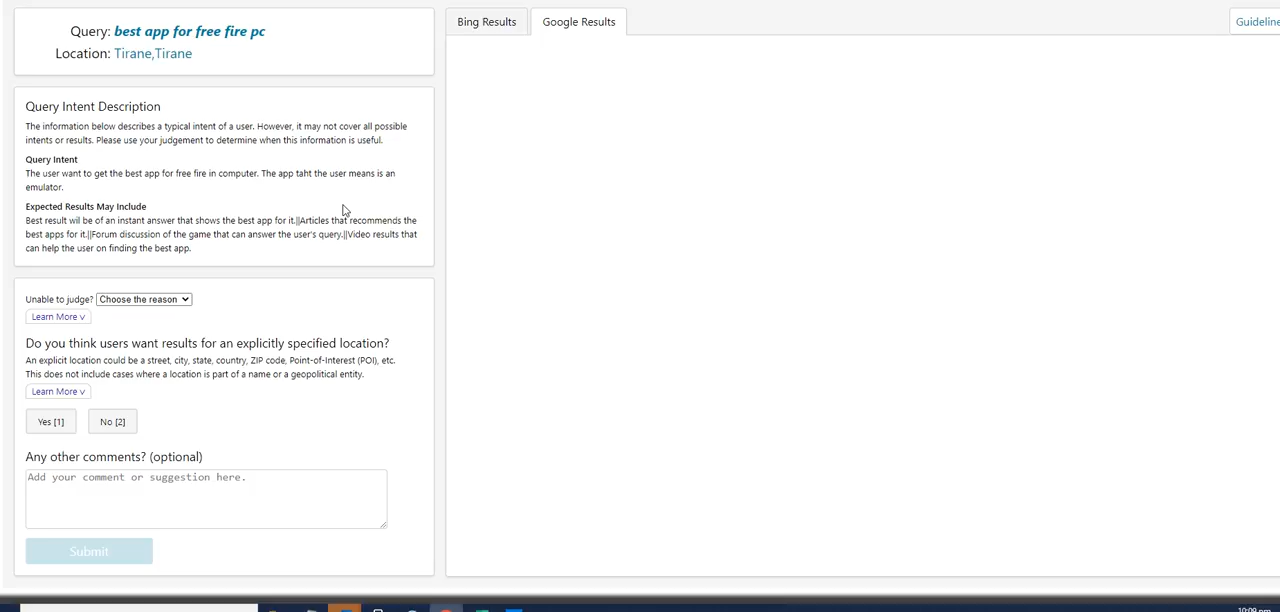 Query: best app for free fire pc
Location: Tirane,Tirane
Bing Results
Google Results
Guideline
Query Intent Description
The information below describes a typical intent of a user. However, it may not cover all possible
intents or results. Please use your judgement to determine when this information is useful.
Query Intent
The user want to get the best app for free fire in computer. The app taht the user means is an
emulator.
Expected Results May Include
Best result wil be of an instant answer that shows the best app for it.||Articles that recommends the
best apps for it.||Forum discussion of the game that can answer the user's query.||Video results that
can help the user on finding the best app.
Unable to judge? Choose the reason
Learn More v
Do you think users want results for an explicitly specified location?
An explicit location could be a street, city, state, country, ZIP code, Point-of-Interest (POI), etc.
This does not include cases where a location is part of a name or a geopolitical entity.
Learn More v
Yes [1]
No [2]
Any other comments? (optional)
Add your comment or suggestion here.
Submit
10:09 pm